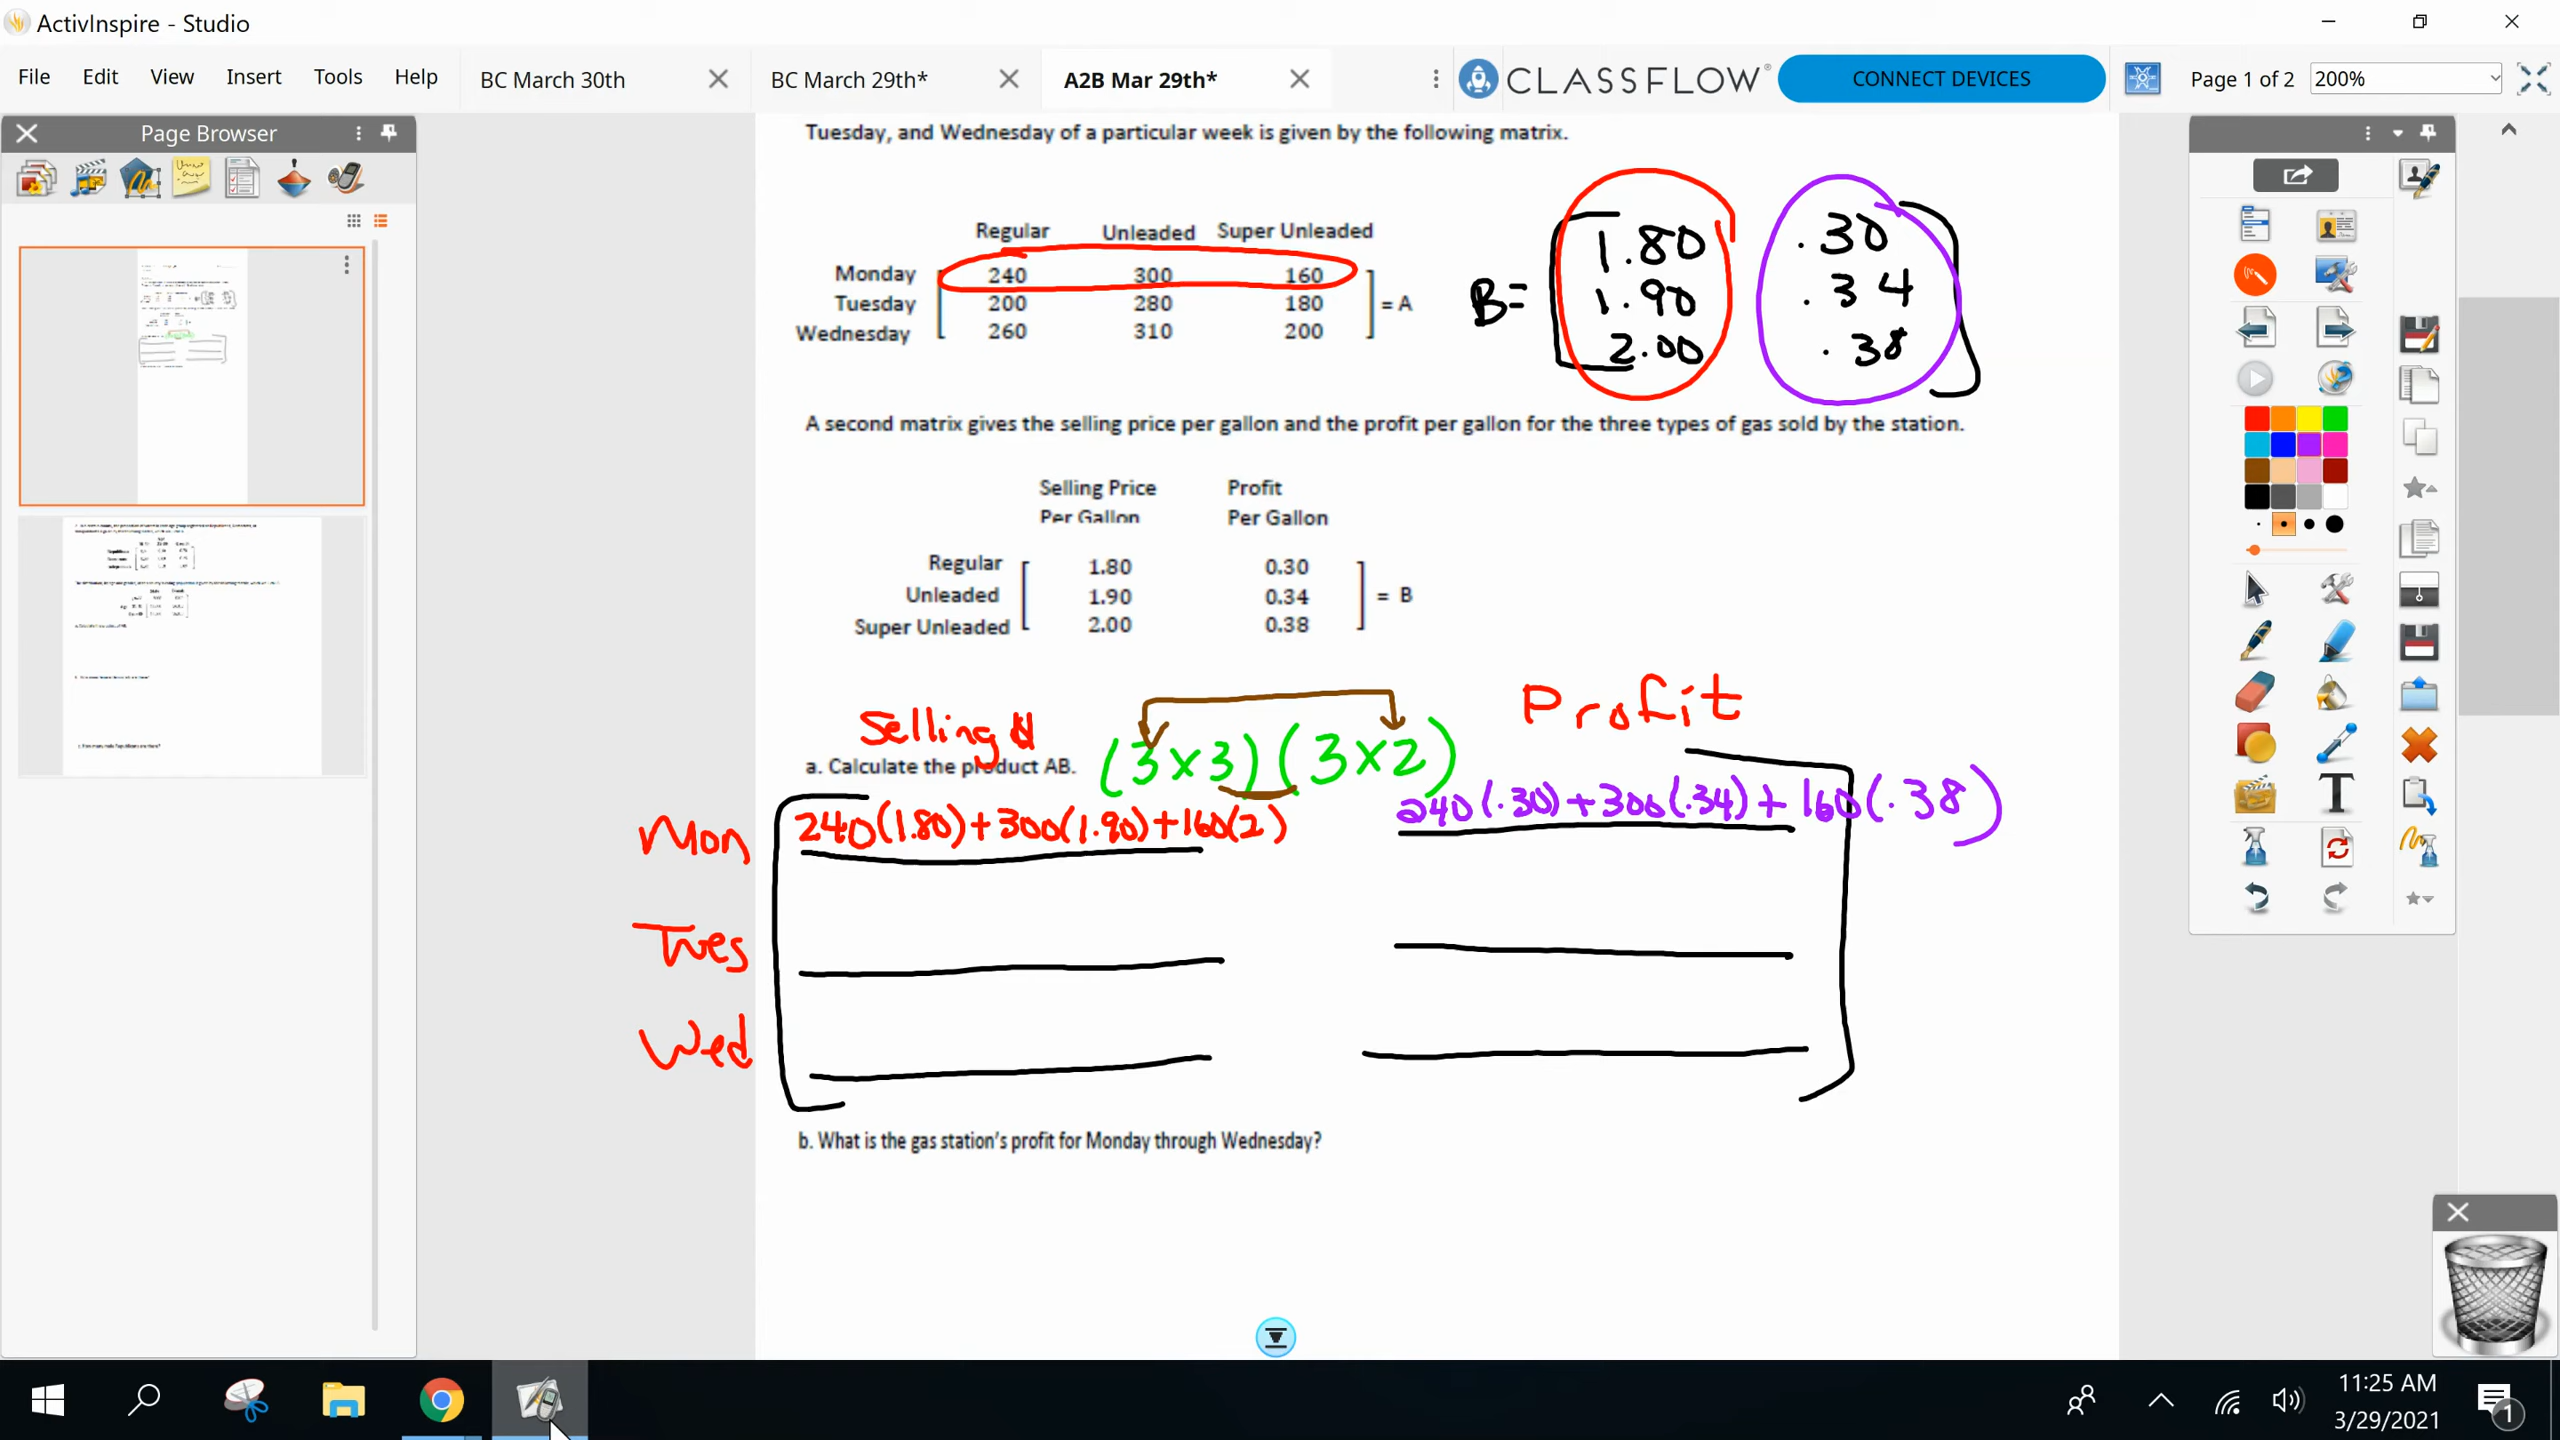 ActivInspire - Studio
File Edit View Insert Tools Help
BC March 30th BC March 29th* A2B Mar 29th*
CLASSFLOW®
CONNECT DEVICES
Page 1 of 2
200%
Page Browser
Tuesday, and Wednesday of a particular week is given by the following matrix.
Regular Unleaded Super Unleaded
Monday 240 300 160
Tuesday 200 280 180 = A
Wednesday 260 310 200
B = 1.80 .30
1.90 .34
2.00 .38
A second matrix gives the selling price per gallon and the profit per gallon for the three types of gas sold by the station.
Selling Price Profit
Per Gallon Per Gallon
Regular 1.80 0.30
Unleaded 1.90 0.34 = B
Super Unleaded 2.00 0.38
Selling $ Profit
a. Calculate the product AB. (3×3)(3×2)
Mon 240(1.80)+300(1.90)+160(2) 240(.30)+300(.34)+160(.38)
Tues
Wed
b. What is the gas station's profit for Monday through Wednesday?
11:25 AM
3/29/2021
1